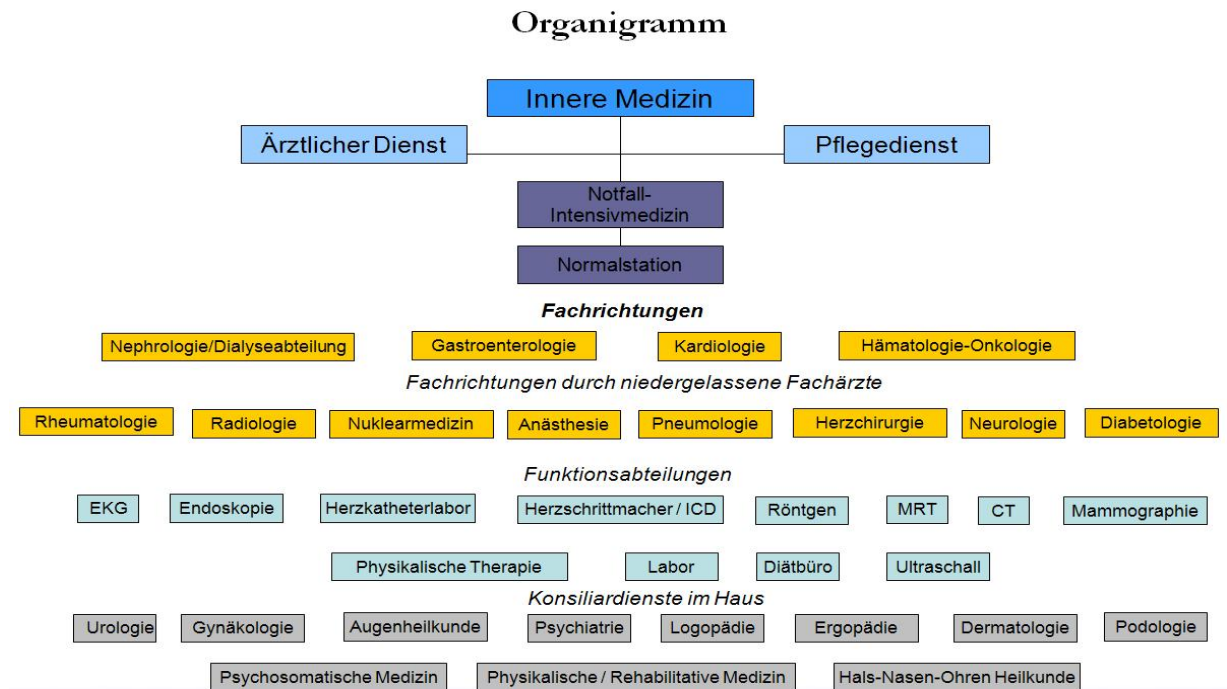 Organigramm
Innere Medizin
Ärztlicher Dienst
Pflegedienst
Notfall-
Intensivmedizin
Normalstation
Fachrichtungen
Nephrologie/Dialyseabteilung Gastroenterologie Kardiologie Hämatologie-Onkologie
Fachrichtungen durch niedergelassene Fachärzte
Rheumatologie Radiologie Nuklearmedizin Anästhesie Pneumologie Herzchirurgie Neurologie Diabetologie
Funktionsabteilungen
EKG Endoskopie Herzkatheterlabor Herzschrittmacher / ICD Röntgen MRT CT Mammographie
Physikalische Therapie Labor Diätbüro Ultraschall
Konsiliardienste im Haus
Urologie Gynäkologie Augenheilkunde Psychiatrie Logopädie Ergopädie Dermatologie Podologie
Psychosomatische Medizin Physikalische / Rehabilitative Medizin Hals-Nasen-Ohren Heilkunde